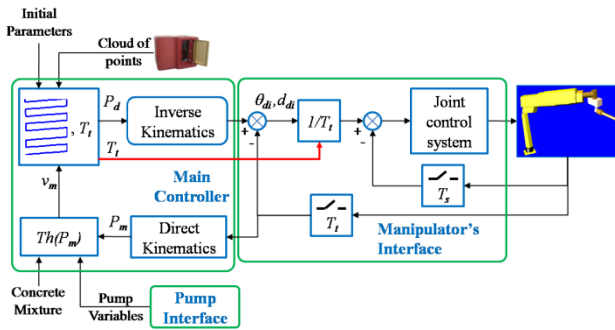 Initial
Parameters
Cloud of
points
P_d
, T_t
T_t
Inverse
Kinematics
θ_di, d_di
+
-
1/T_t
+
-
Joint
control
system
T_s
v_m
Main
Controller
T_t
Manipulator's
Interface
Th(P_m)
P_m
Direct
Kinematics
Concrete
Mixture
Pump
Variables
Pump
Interface